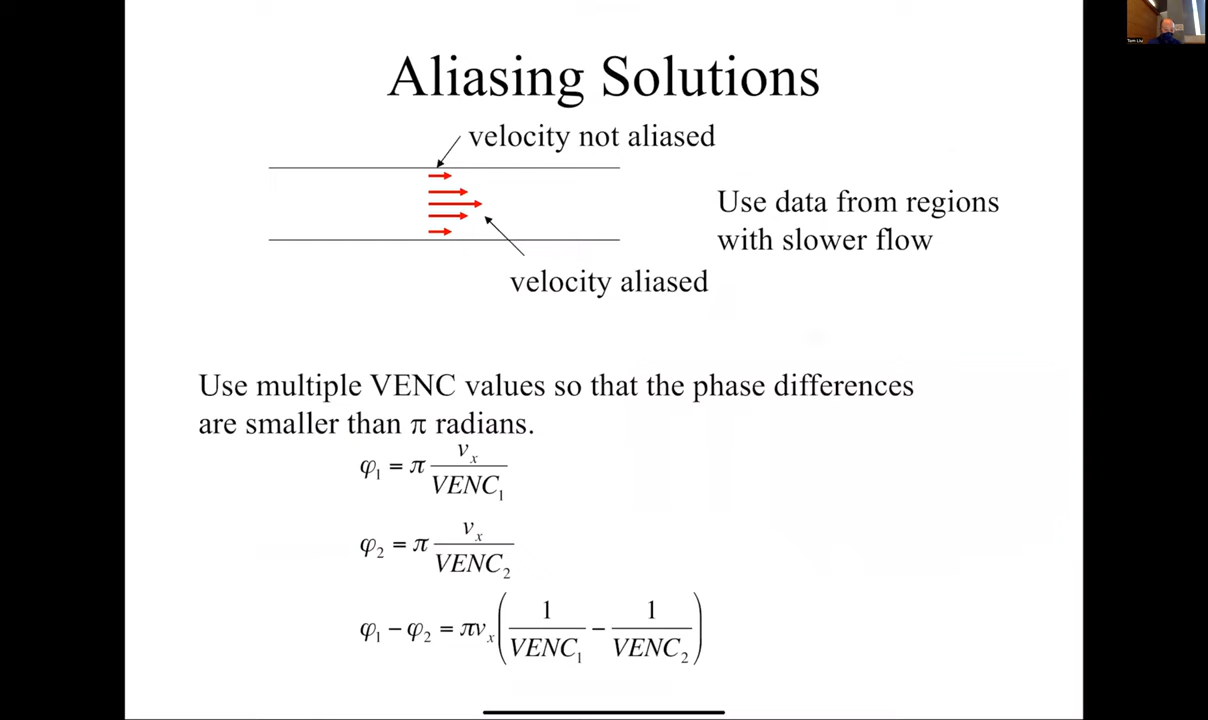 Aliasing Solutions
velocity not aliased
Use data from regions
with slower flow
velocity aliased
Use multiple VENC values so that the phase differences
are smaller than π radians.
φ₁ = π vₓ / VENC₁
φ₂ = π vₓ / VENC₂
φ₁ − φ₂ = πvₓ(1 / VENC₁ − 1 / VENC₂)
Tom Liu